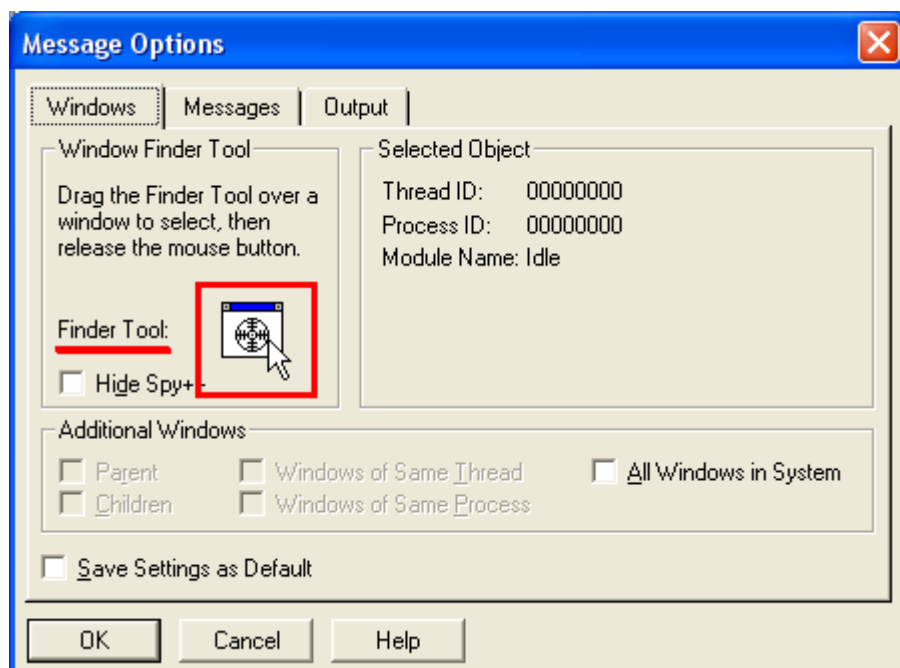 Message Options
Windows Messages Output
Window Finder Tool
Drag the Finder Tool over a
window to select, then
release the mouse button.
Finder Tool:
Hide Spy+
Selected Object
Thread ID: 00000000
Process ID: 00000000
Module Name: Idle
Additional Windows
Parent Windows of Same Thread All Windows in System
Children Windows of Same Process
Save Settings as Default
OK Cancel Help